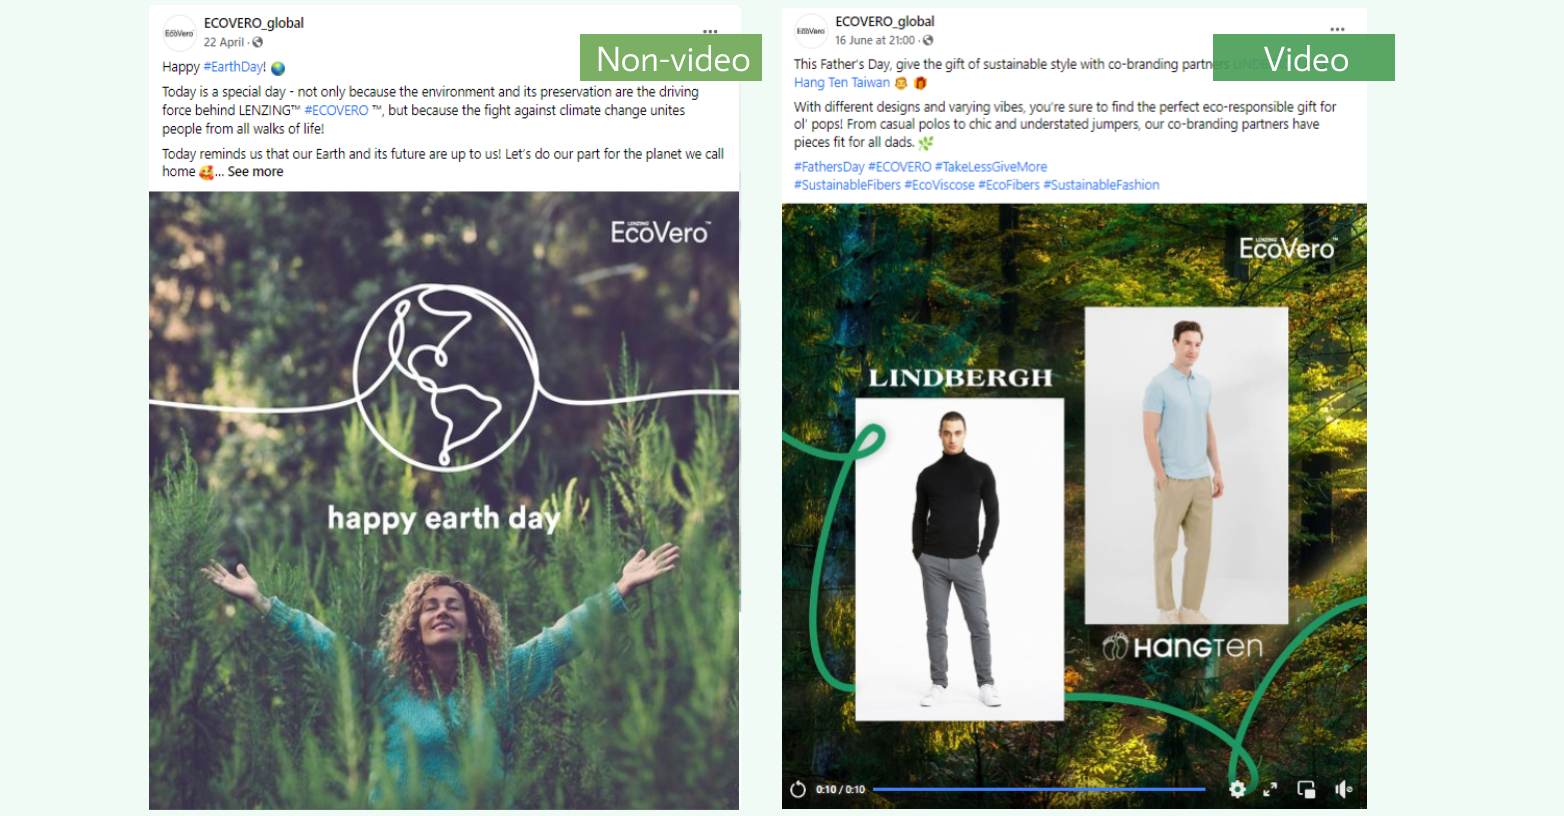 EcoVero
ECOVERO_global
22 April
Non-video
Happy #EarthDay!
Today is a special day - not only because the environment and its preservation are the driving
force behind LENZING™ #ECOVERO ™, but because the fight against climate change unites
people from all walks of life!
Today reminds us that our Earth and its future are up to us! Let's do our part for the planet we call
home ... See more
LENZING
EcoVero™
happy earth day
EcoVero
ECOVERO_global
16 June at 21:00
Video
This Father's Day, give the gift of sustainable style with co-branding partners
Hang Ten Taiwan
With different designs and varying vibes, you're sure to find the perfect eco-responsible gift for
ol' pops! From casual polos to chic and understated jumpers, our co-branding partners have
pieces fit for all dads.
#FathersDay #ECOVERO #TakeLessGiveMore
#SustainableFibers #EcoViscose #EcoFibers #SustainableFashion
LENZING
EcoVero™
LINDBERGH
HANGTEN
0:10 / 0:10